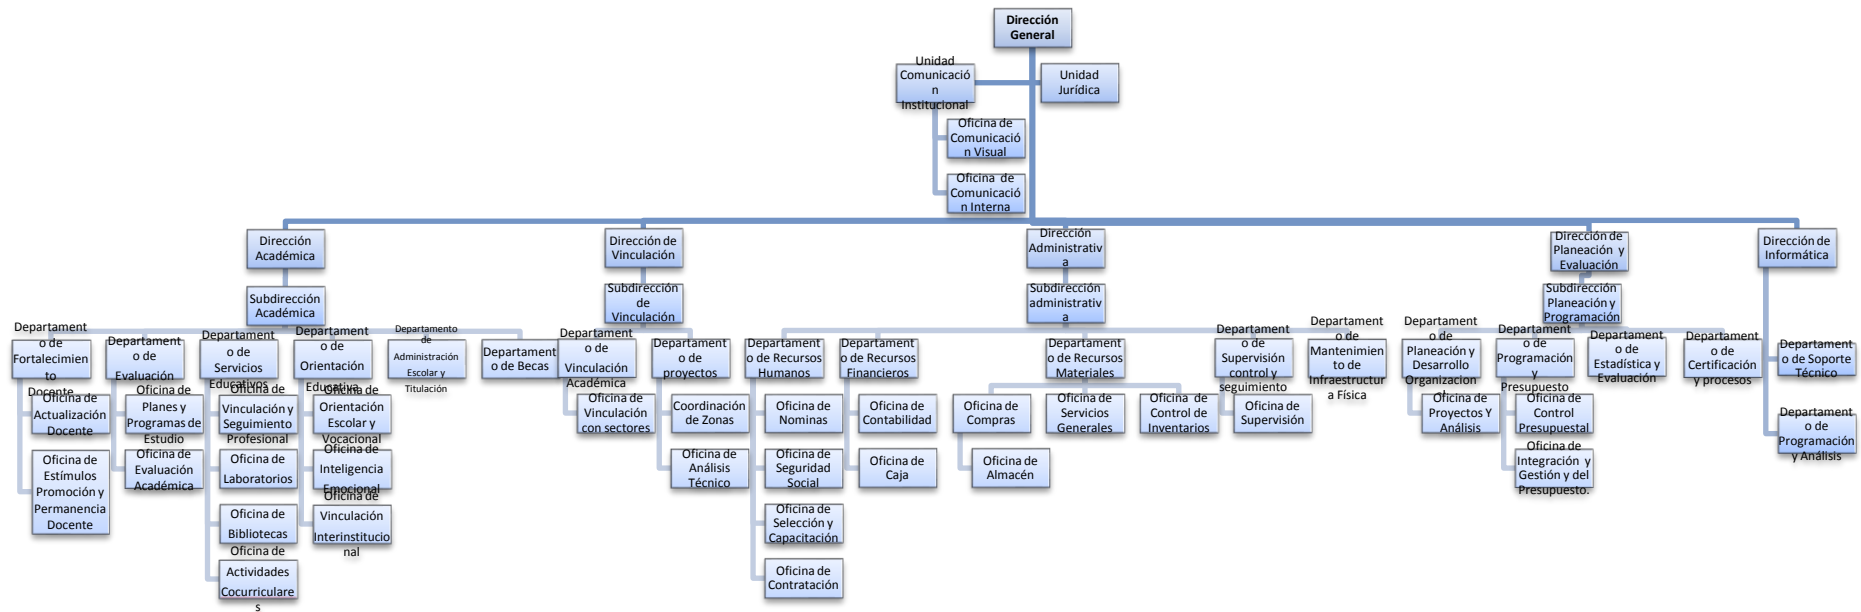 Dirección
General
Unidad
Comunicació
n
Institucional
Unidad
Jurídica
Oficina de
Comunicació
n Visual
Oficina de
Comunicació
n Interna
Dirección
Académica
Dirección de
Vinculación
Dirección
Administrativ
a
Dirección de
Planeación y
Evaluación
Dirección de
Informática
Subdirección
Académica
Subdirección
de
Vinculación
Subdirección
administrativ
a
Subdirección
Planeación y
Programación
Departament
o de
Fortalecimien
to
Docente
Departament
o de
Evaluación
Departament
o de
Servicios
Educativos
Departament
o de
Orientación
Educativa
Departamento
de
Administración
Escolar y
Titulación
Departament
o de Becas
Departament
o de
Vinculación
Académica
Departament
o de
proyectos
Departament
o de Recursos
Humanos
Departament
o de Recursos
Financieros
Departament
o de Recursos
Materiales
Departament
o de
Supervisión
control y
seguimiento
Departament
o de
Mantenimien
to de
Infraestructur
a Física
Departament
o de
Planeación y
Desarrollo
Organizacion
al
Departament
o de
Programación
y
Presupuesto
Departament
o de
Estadística y
Evaluación
Departament
o de
Certificación
y procesos
Departament
o de Soporte
Técnico
Departament
o de
Programación
y Análisis
Oficina de
Actualización
Docente
Oficina de
Estímulos
Promoción y
Permanencia
Docente
Oficina de
Planes y
Programas de
Estudio
Oficina de
Evaluación
Académica
Oficina de
Vinculación y
Seguimiento
Profesional
Oficina de
Laboratorios
Oficina de
Bibliotecas
Oficina de
Actividades
Cocurriculare
s
Oficina de
Orientación
Escolar y
Vocacional
Oficina de
Inteligencia
Emocional
Oficina de
Vinculación
Interinstitucio
nal
Oficina de
Vinculación
con sectores
Coordinación
de Zonas
Oficina de
Análisis
Técnico
Oficina de
Nominas
Oficina de
Seguridad
Social
Oficina de
Selección y
Capacitación
Oficina de
Contratación
Oficina de
Contabilidad
Oficina de
Caja
Oficina de
Compras
Oficina de
Almacén
Oficina de
Servicios
Generales
Oficina de
Control de
Inventarios
Oficina de
Supervisión
Oficina de
Proyectos Y
Análisis
Oficina de
Control
Presupuestal
Oficina de
Integración y
Gestión y del
Presupuesto.